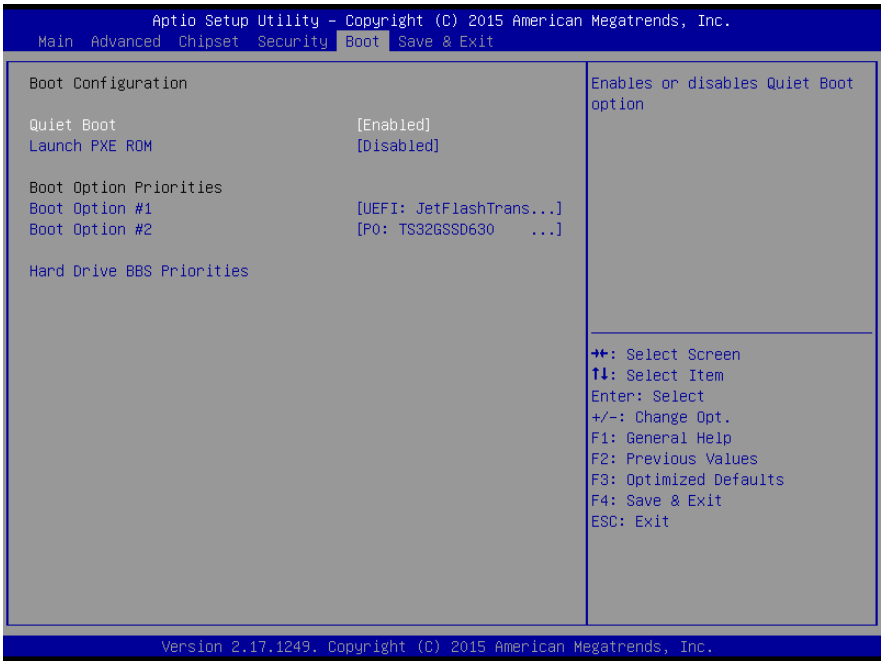 Aptio Setup Utility – Copyright (C) 2015 American Megatrends, Inc.
Main Advanced Chipset Security Boot Save & Exit
Boot Configuration
Quiet Boot [Enabled]
Launch PXE ROM [Disabled]
Boot Option Priorities
Boot Option #1 [UEFI: JetFlashTrans...]
Boot Option #2 [P0: TS32GSSD630 ...]
Hard Drive BBS Priorities
Enables or disables Quiet Boot
option
→←: Select Screen
↑↓: Select Item
Enter: Select
+/-: Change Opt.
F1: General Help
F2: Previous Values
F3: Optimized Defaults
F4: Save & Exit
ESC: Exit
Version 2.17.1249. Copyright (C) 2015 American Megatrends, Inc.